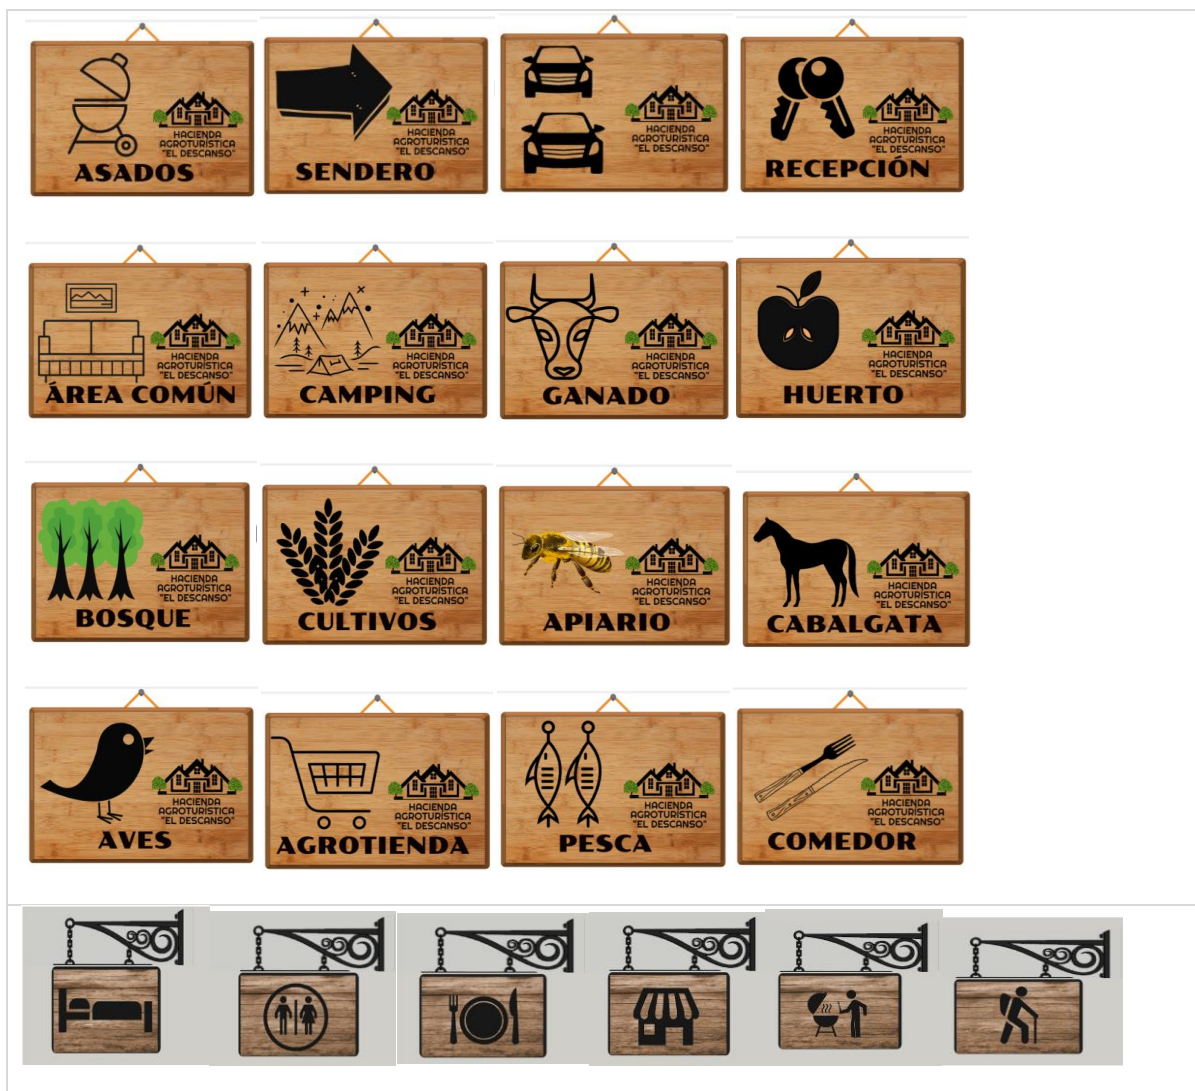 HACIENDA
AGROTURÍSTICA
"EL DESCANSO"
ASADOS
HACIENDA
AGROTURÍSTICA
"EL DESCANSO"
SENDERO
HACIENDA
AGROTURÍSTICA
"EL DESCANSO"
HACIENDA
AGROTURÍSTICA
"EL DESCANSO"
RECEPCIÓN
HACIENDA
AGROTURÍSTICA
"EL DESCANSO"
ÁREA COMÚN
HACIENDA
AGROTURÍSTICA
"EL DESCANSO"
CAMPING
HACIENDA
AGROTURÍSTICA
"EL DESCANSO"
GANADO
HACIENDA
AGROTURÍSTICA
"EL DESCANSO"
HUERTO
HACIENDA
AGROTURÍSTICA
"EL DESCANSO"
BOSQUE
HACIENDA
AGROTURÍSTICA
"EL DESCANSO"
CULTIVOS
HACIENDA
AGROTURÍSTICA
"EL DESCANSO"
APIARIO
HACIENDA
AGROTURÍSTICA
"EL DESCANSO"
CABALGATA
HACIENDA
AGROTURÍSTICA
"EL DESCANSO"
AVES
HACIENDA
AGROTURÍSTICA
"EL DESCANSO"
AGROTIENDA
HACIENDA
AGROTURÍSTICA
"EL DESCANSO"
PESCA
HACIENDA
AGROTURÍSTICA
"EL DESCANSO"
COMEDOR